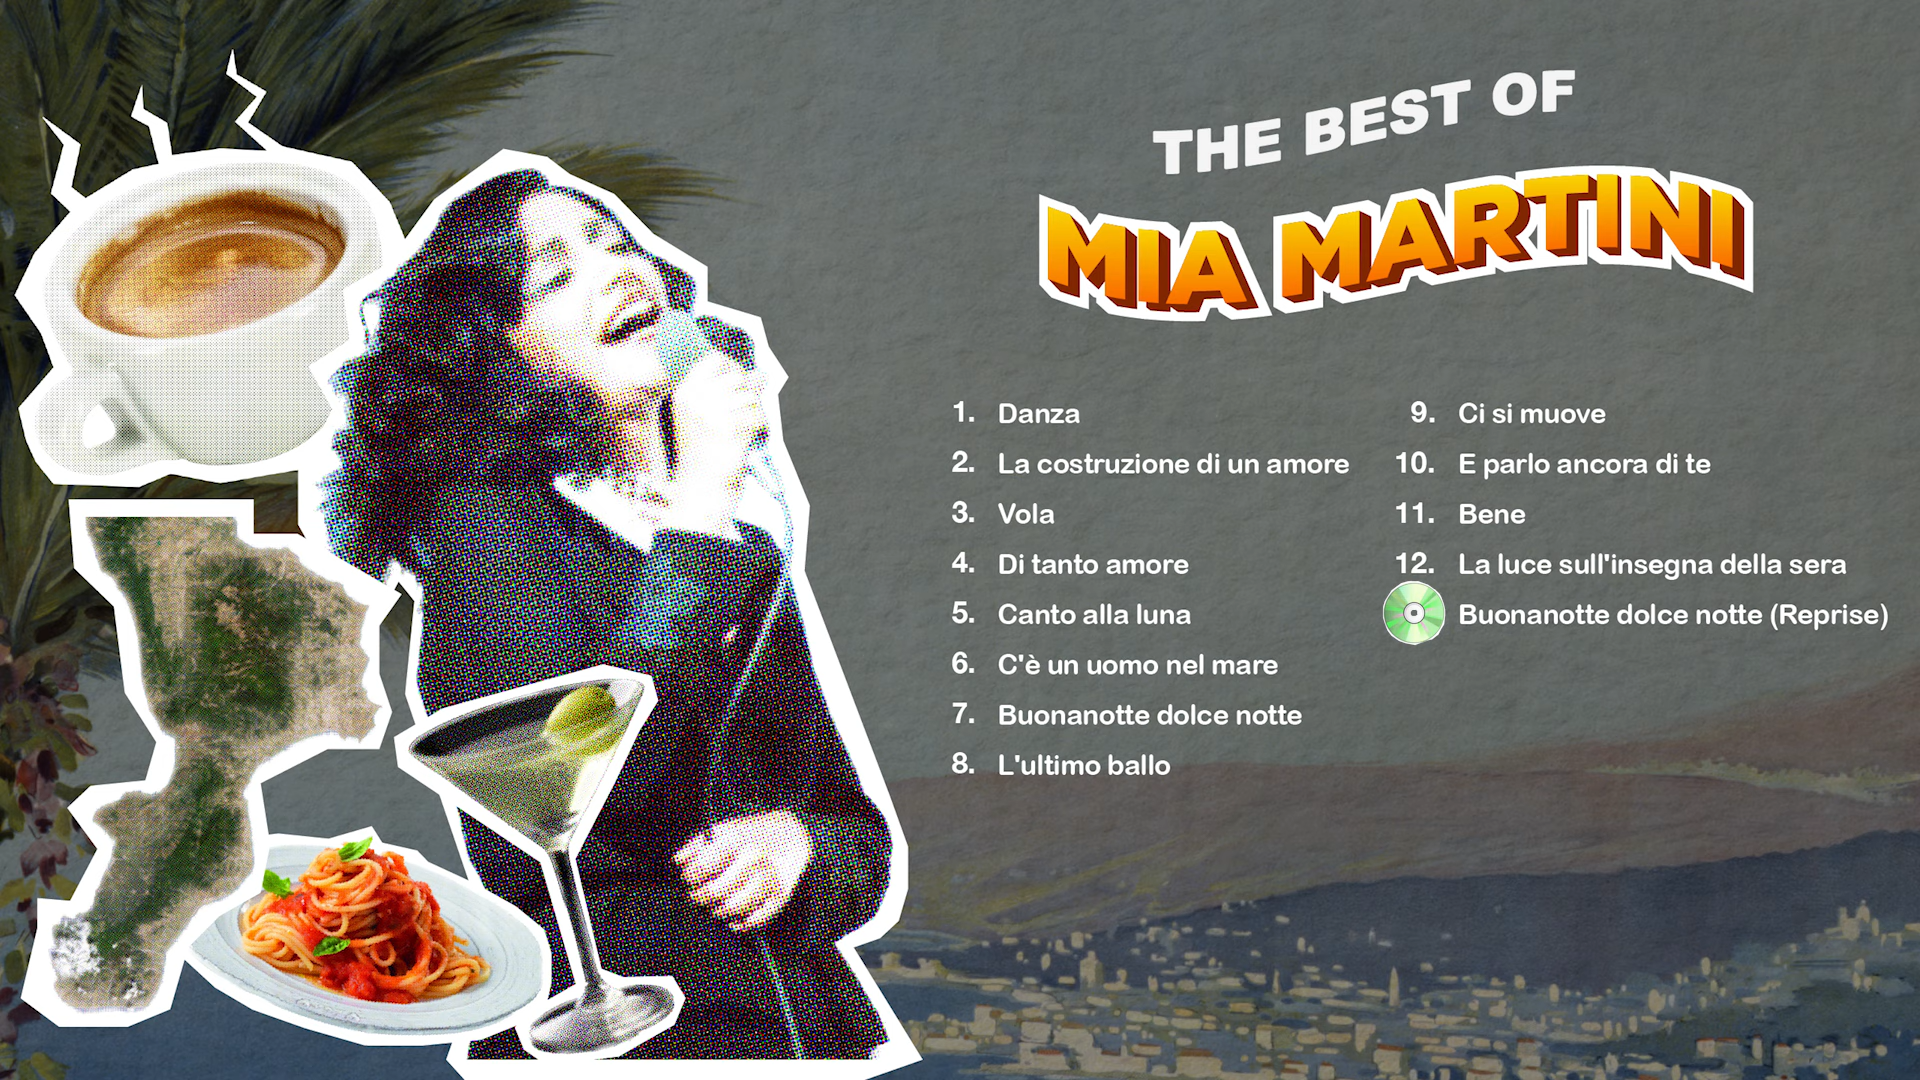 THE BEST OF
MIA MARTINI
1. Danza
2. La costruzione di un amore
3. Vola
4. Di tanto amore
5. Canto alla luna
6. C'è un uomo nel mare
7. Buonanotte dolce notte
8. L'ultimo ballo
9. Ci si muove
10. E parlo ancora di te
11. Bene
12. La luce sull'insegna della sera
Buonanotte dolce notte (Reprise)